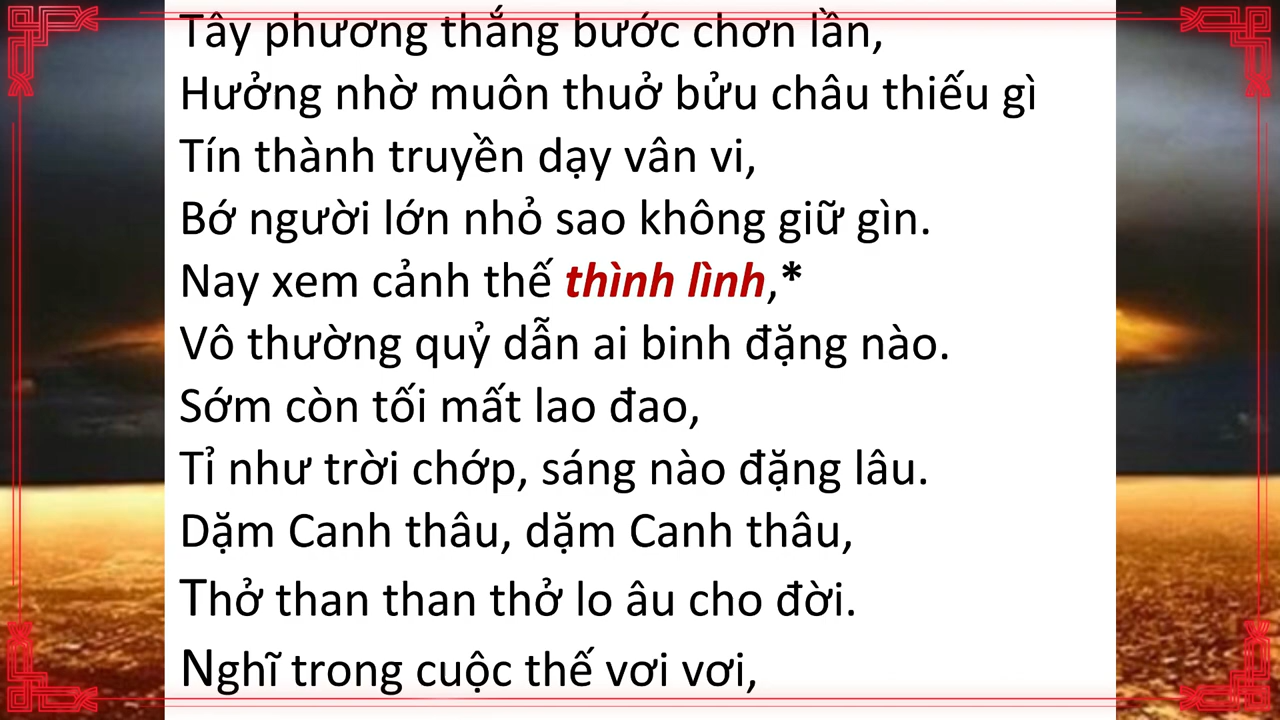 Tây phương thắng bước chơn lần,
Hưởng nhờ muôn thuở bửu châu thiếu gì
Tín thành truyền dạy vân vi,
Bớ người lớn nhỏ sao không giữ gìn.
Nay xem cảnh thế thình lình,*
Vô thường quỷ dẫn ai binh đặng nào.
Sớm còn tối mất lao đao,
Tỉ như trời chớp, sáng nào đặng lâu.
Dặm Canh thâu, dặm Canh thâu,
Thở than than thở lo âu cho đời.
Nghĩ trong cuộc thế vơi vơi,